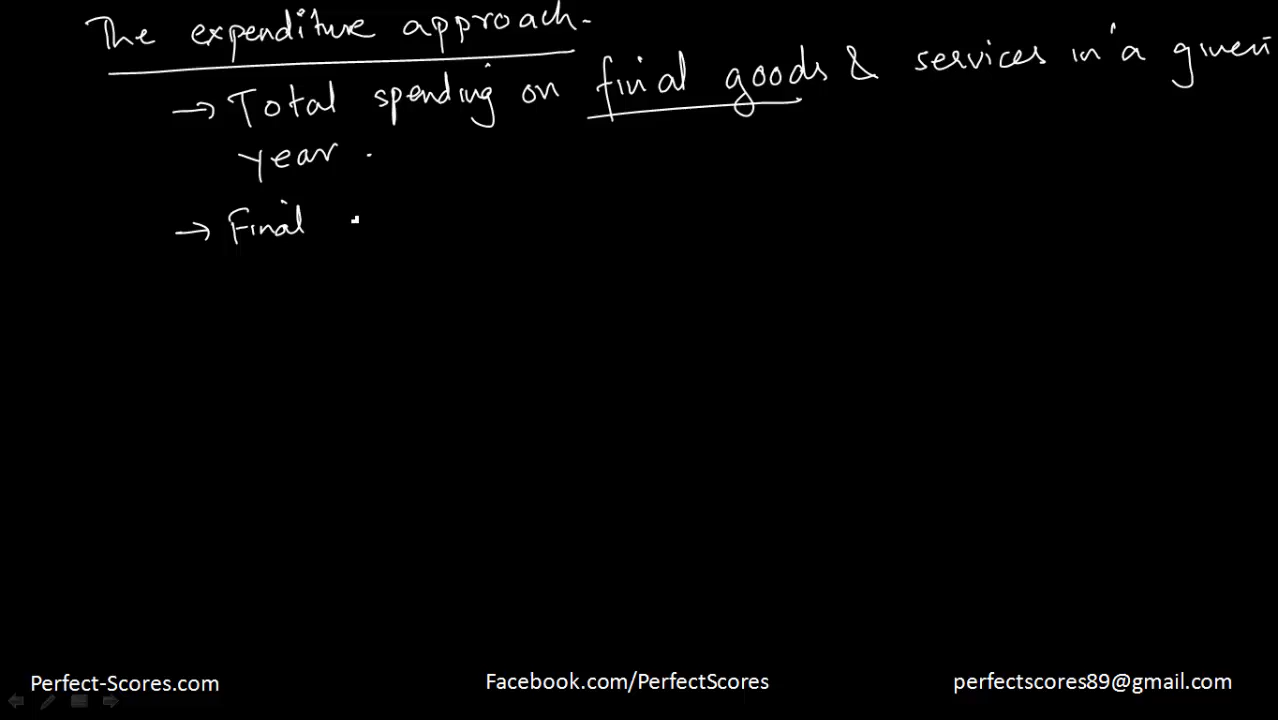 The expenditure approach.
→ Total spending on final goods & services in a given
year.
→ Final
Perfect-Scores.com Facebook.com/PerfectScores perfectscores89@gmail.com